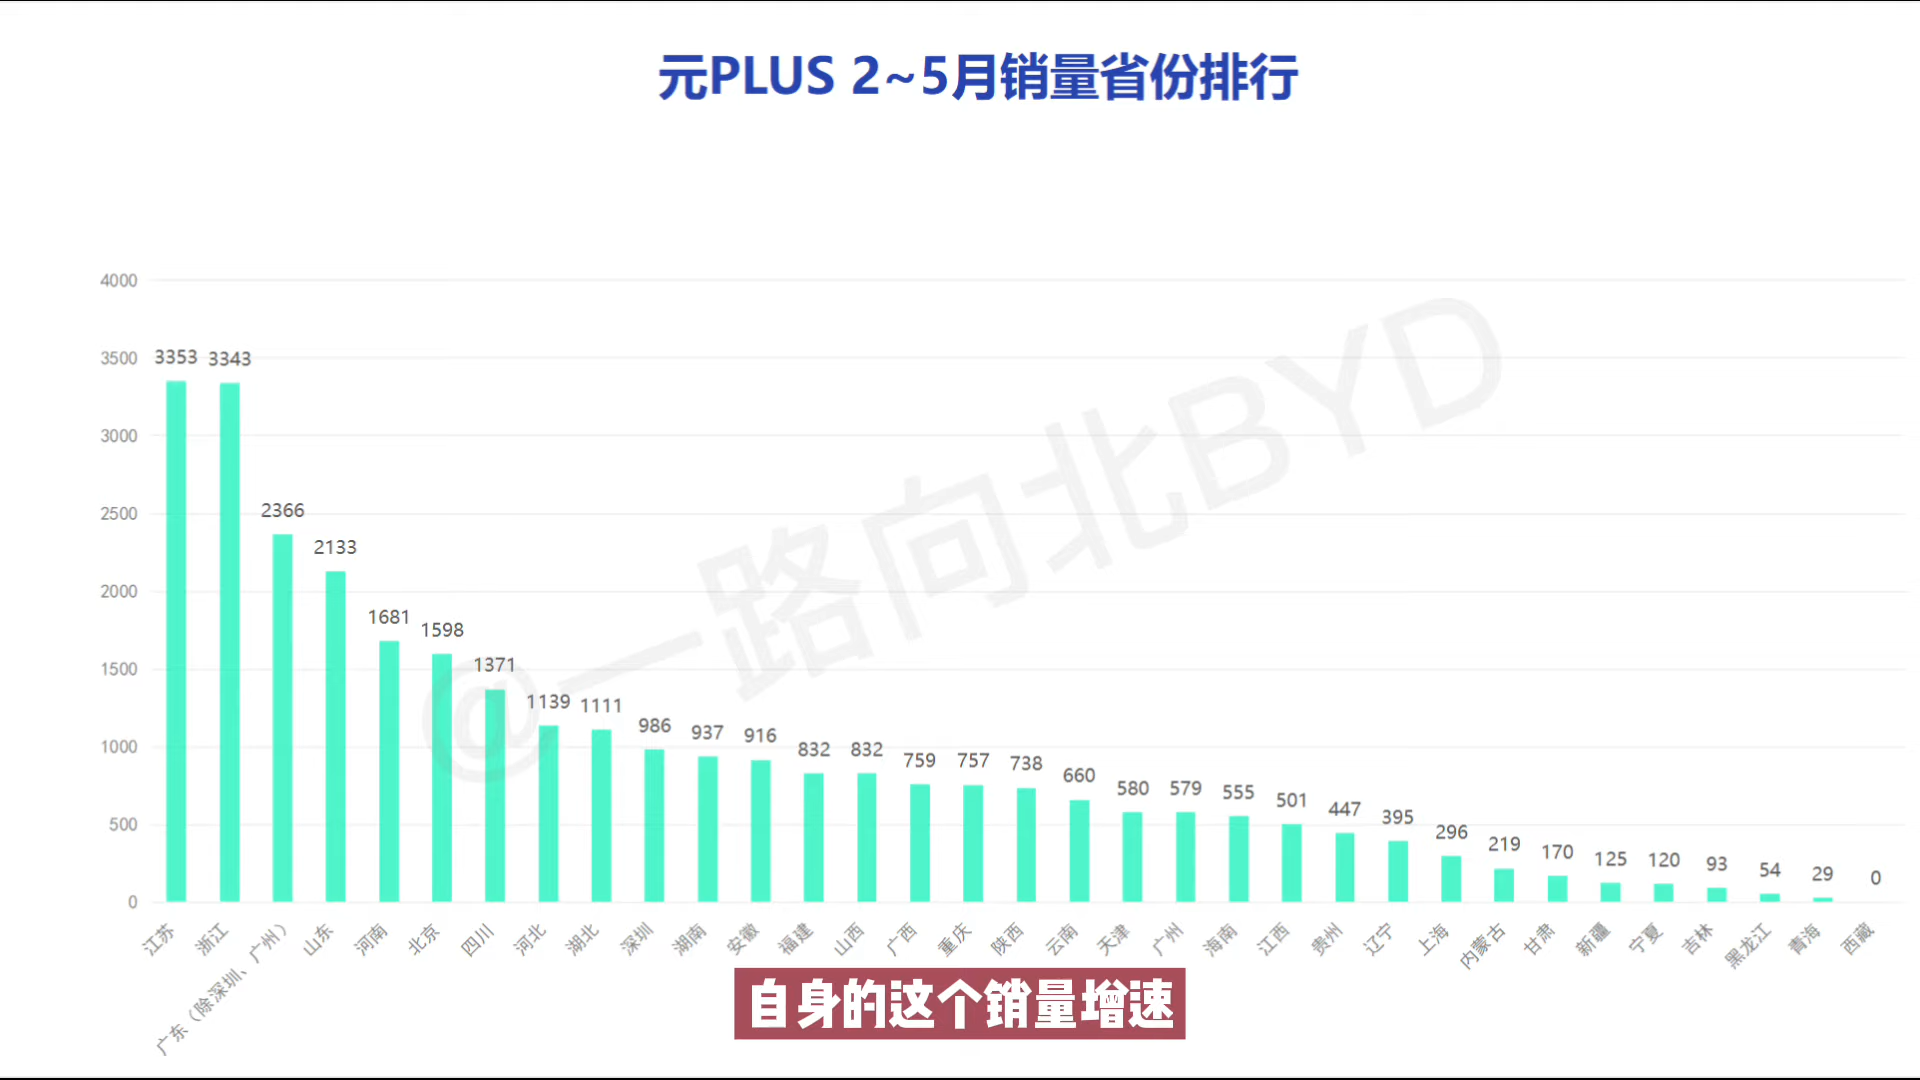 元PLUS 2~5月销量省份排行
4000
3500
3000
2500
2000
1500
1000
500
0
3353 3343 2366 2133 1681 1598 1371 1139 1111 986 937 916 832 832 759 757 738 660 580 579 555 501 447 395 296 219 170 125 120 93 54 29 0
江苏 浙江 广东（除深圳、广州） 山东 河南 北京 四川 河北 湖北 深圳 湖南 安徽 福建 山西 广西 重庆 陕西 云南 天津 广州 海南 江西 贵州 辽宁 上海 内蒙古 甘肃 新疆 宁夏 吉林 黑龙江 青海 西藏
@一路向北BYD
自身的这个销量增速